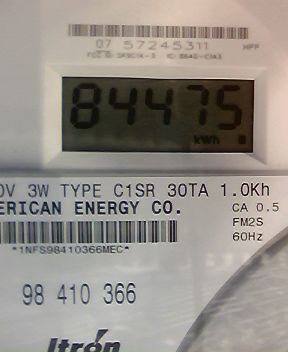 07 57245311
84475
kWh
0V 3W TYPE C1SR 30TA 1.0Kh
ERICAN ENERGY CO.
CA 0.5
FM2S
60Hz
*1NFS98410366MEC*
98 410 366
Itrón